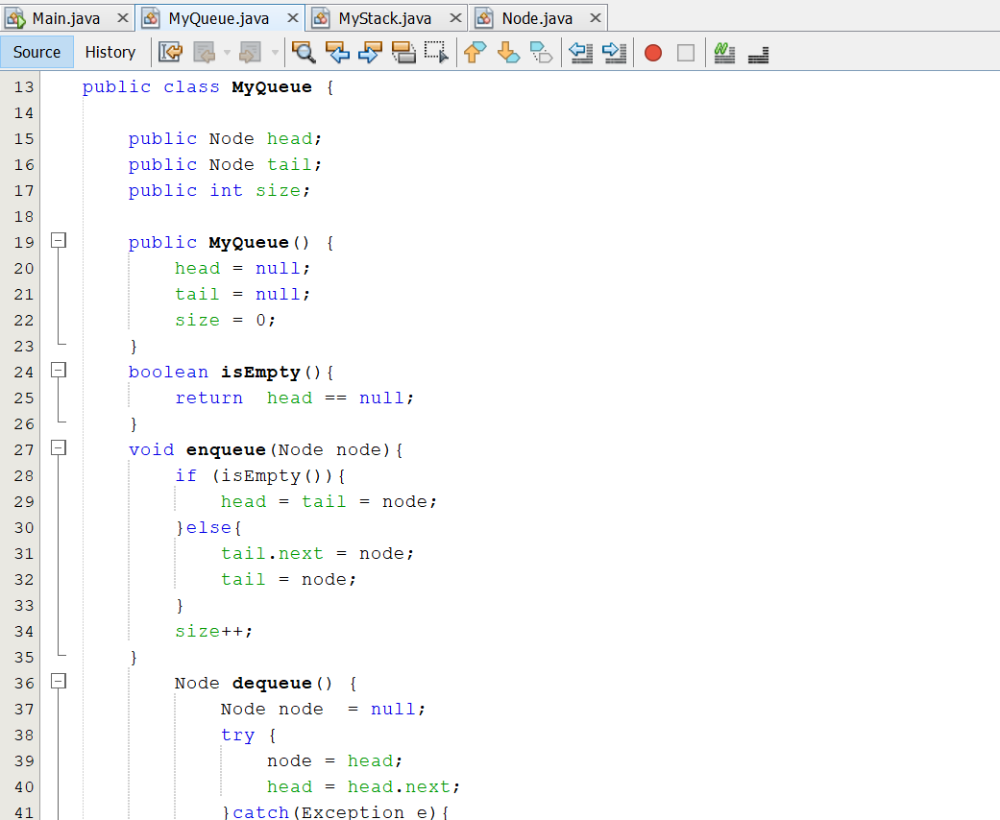 Main.java MyQueue.java MyStack.java Node.java
Source History
13 public class MyQueue {
14
15 public Node head;
16 public Node tail;
17 public int size;
18
19 public MyQueue() {
20 head = null;
21 tail = null;
22 size = 0;
23 }
24 boolean isEmpty(){
25 return  head == null;
26 }
27 void enqueue(Node node){
28 if (isEmpty()){
29 head = tail = node;
30 }else{
31 tail.next = node;
32 tail = node;
33 }
34 size++;
35 }
36 Node dequeue() {
37 Node node  = null;
38 try {
39 node = head;
40 head = head.next;
41 }catch(Exception e){